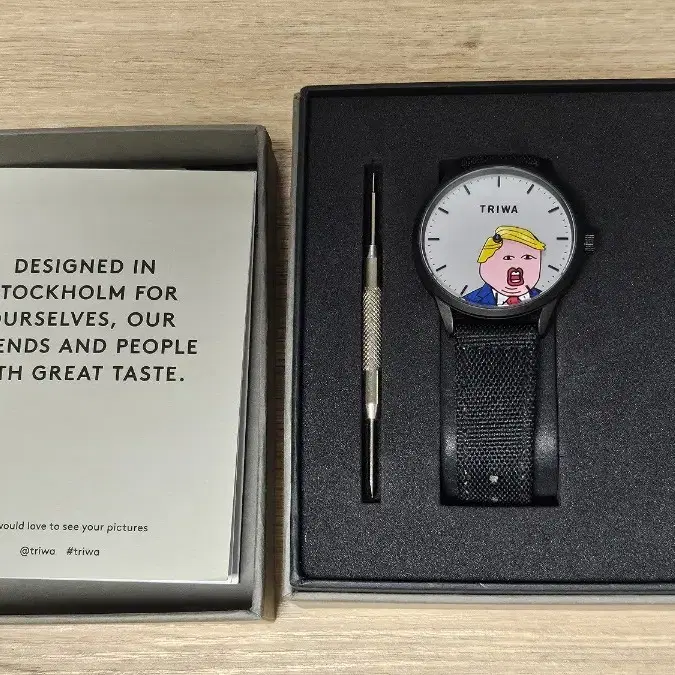 DESIGNED IN
TOCKHOLM FOR
OURSELVES, OUR
ENDS AND PEOPLE
TH GREAT TASTE.
would love to see your pictures
@triwa #triwa
TRIWA